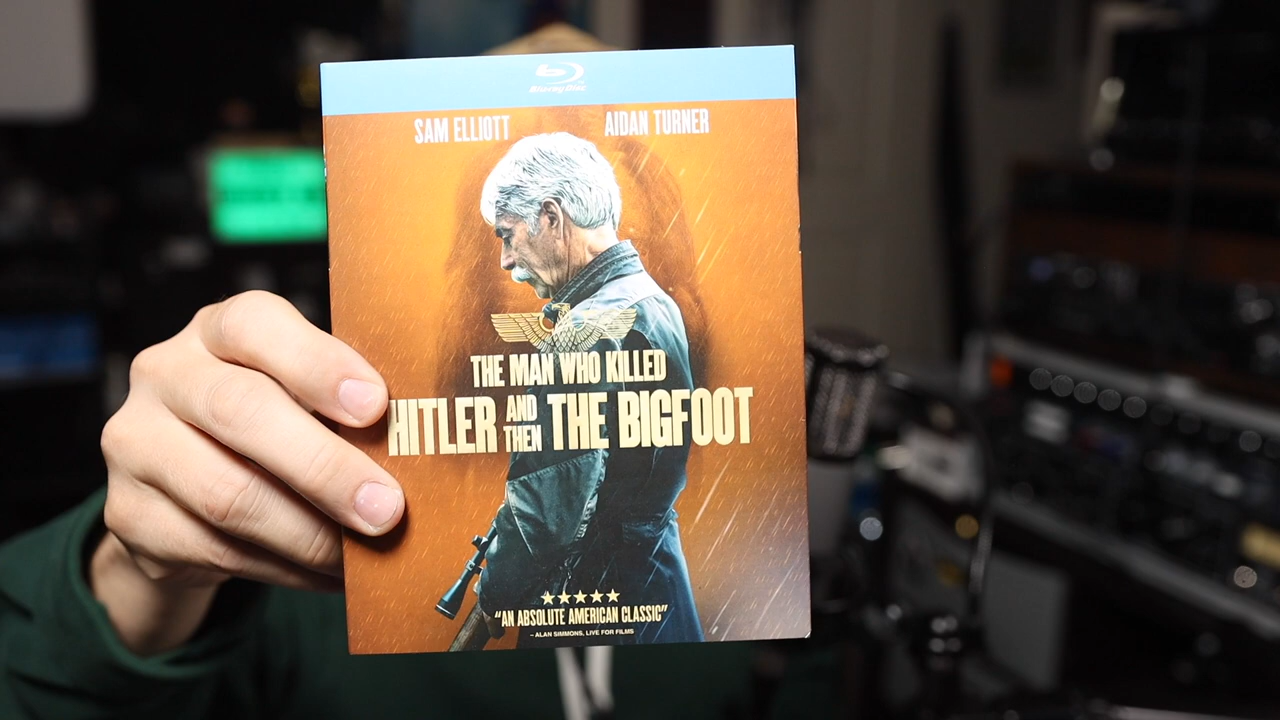 Blu-ray Disc
SAM ELLIOTT AIDAN TURNER
THE MAN WHO KILLED
HITLER AND THEN THE BIGFOOT
★★★★★
"AN ABSOLUTE AMERICAN CLASSIC"
– ALAN SIMMONS, LIVE FOR FILMS